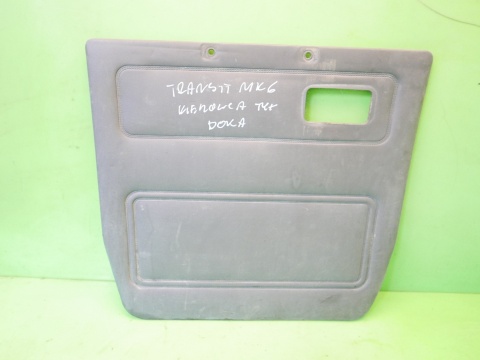 TRANSIT MK6
KIEROWCA TYŁ
DOKA